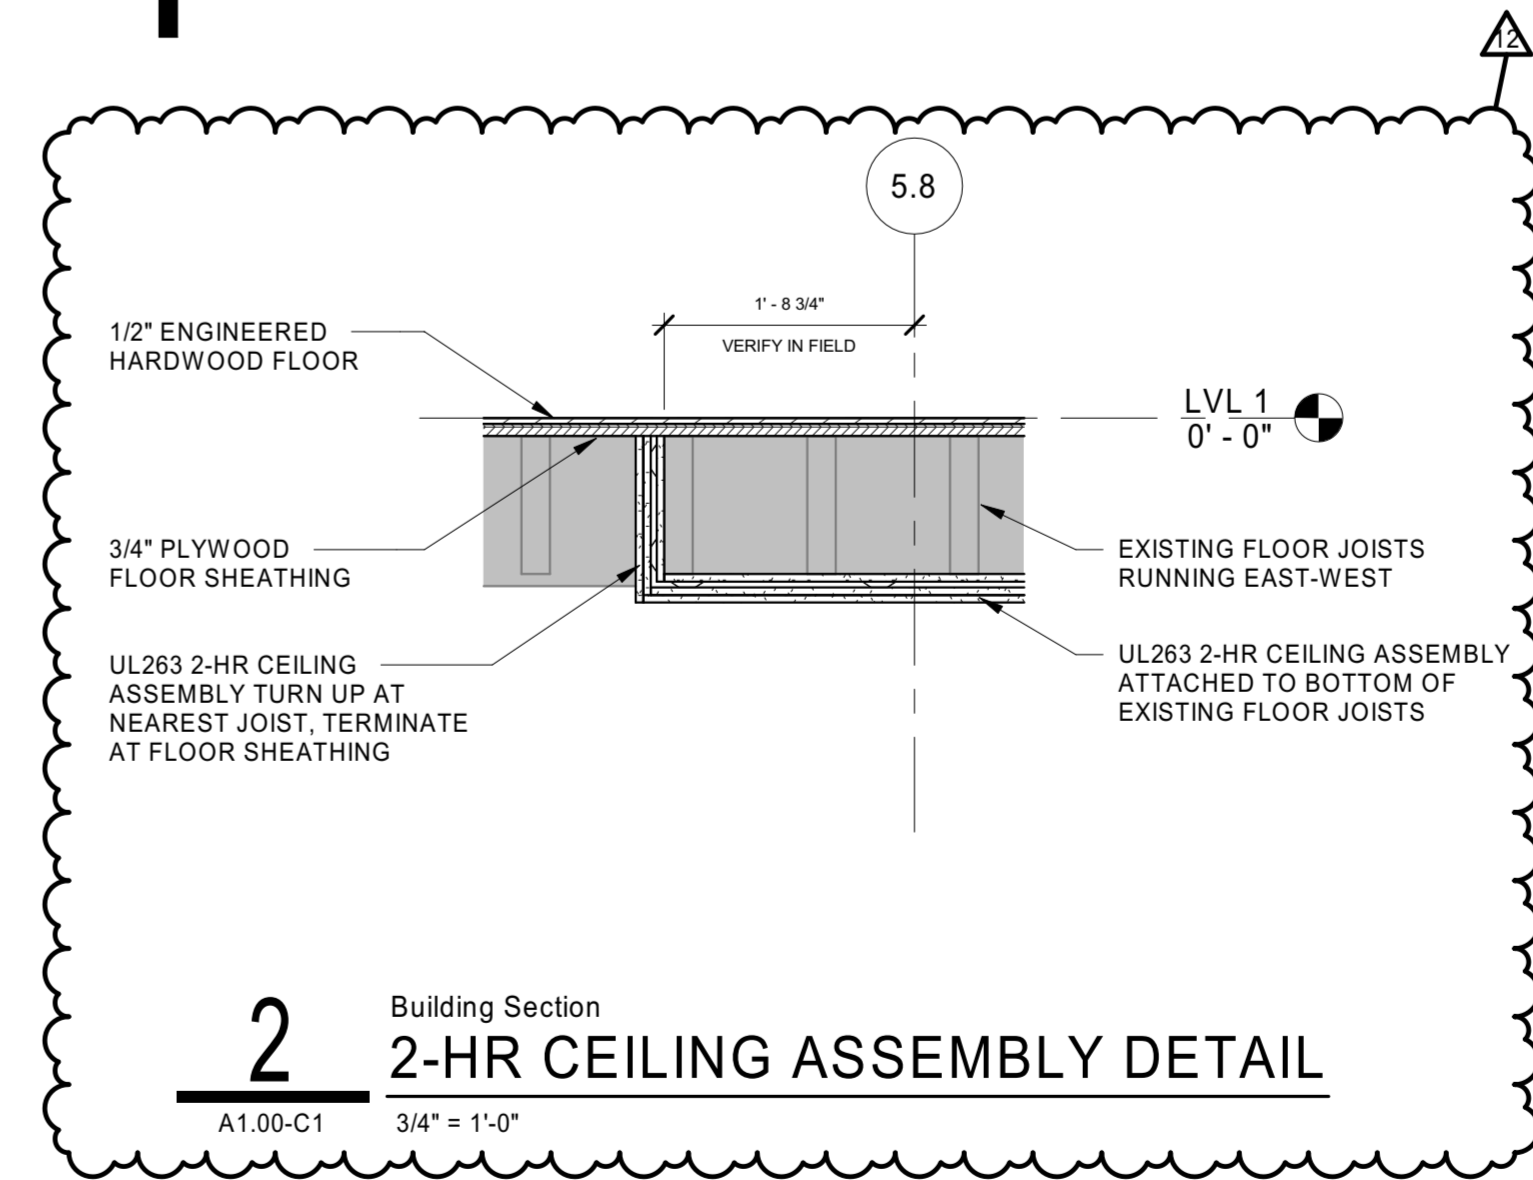 12
5.8
1' - 8 3/4"
VERIFY IN FIELD
1/2" ENGINEERED
HARDWOOD FLOOR
LVL 1
0' - 0"
3/4" PLYWOOD
FLOOR SHEATHING
EXISTING FLOOR JOISTS
RUNNING EAST-WEST
UL263 2-HR CEILING
ASSEMBLY TURN UP AT
NEAREST JOIST, TERMINATE
AT FLOOR SHEATHING
UL263 2-HR CEILING ASSEMBLY
ATTACHED TO BOTTOM OF
EXISTING FLOOR JOISTS
2
Building Section
2-HR CEILING ASSEMBLY DETAIL
A1.00-C1
3/4" = 1'-0"